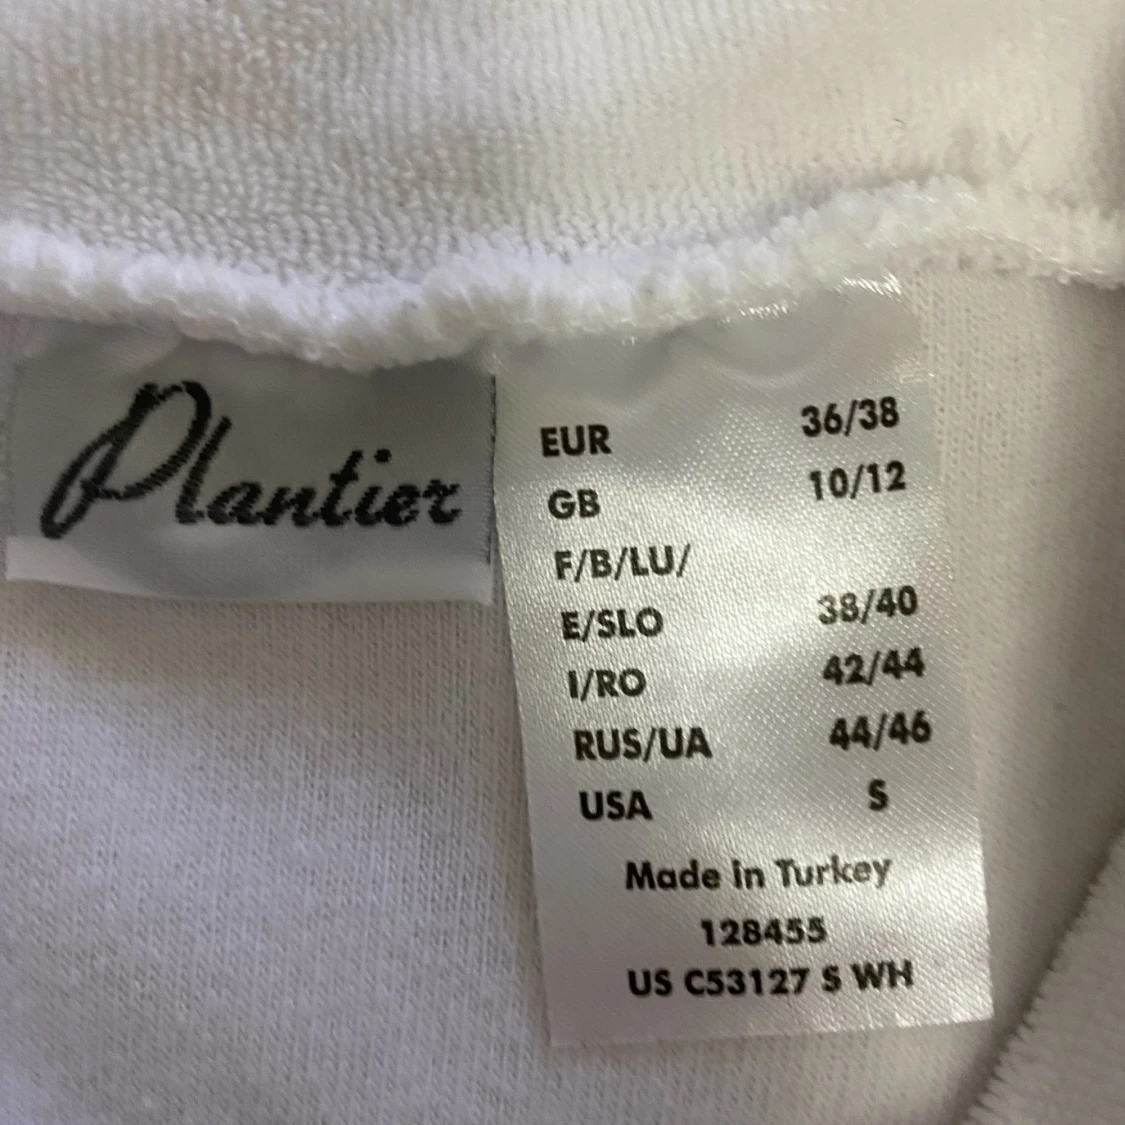 Plantier
EUR 36/38
GB 10/12
F/B/LU/
E/SLO 38/40
I/RO 42/44
RUS/UA 44/46
USA S
Made in Turkey
128455
US C53127 S WH